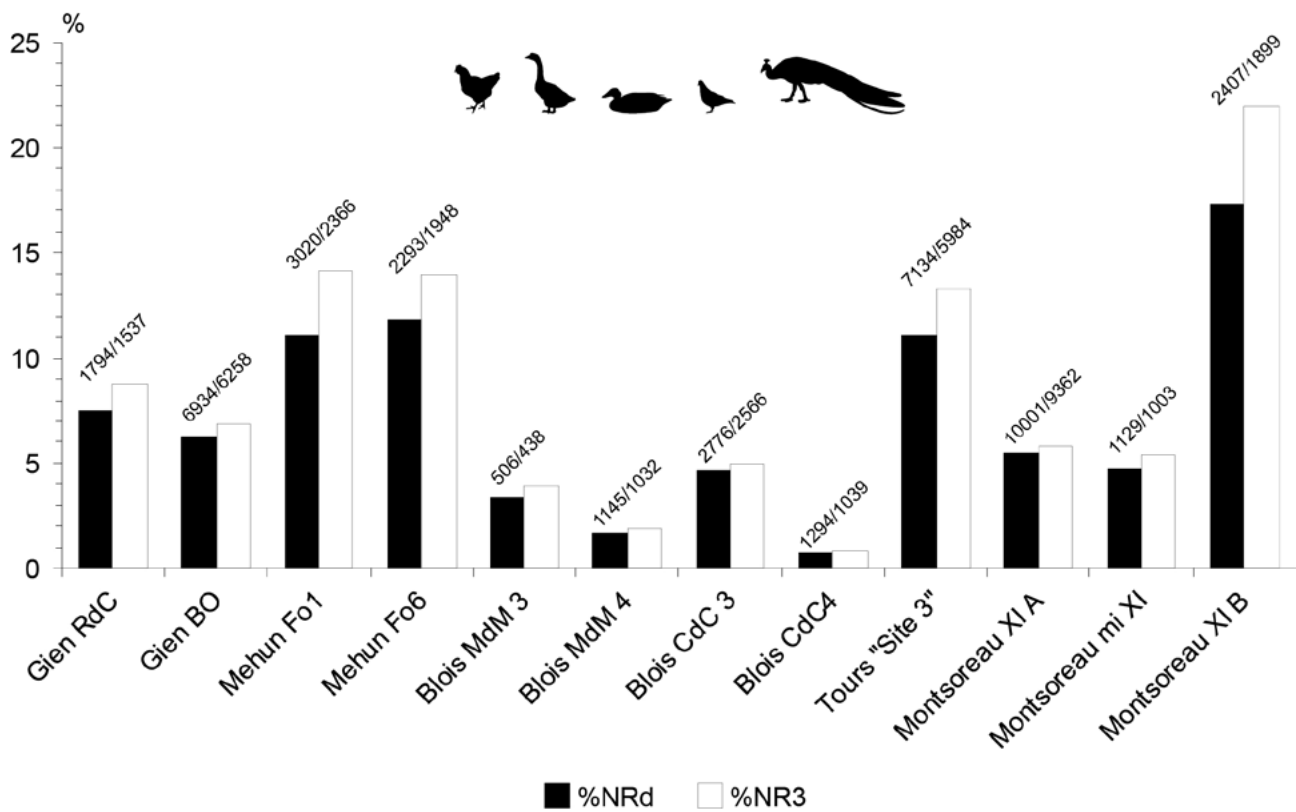 %
25
20
15
10
5
0
1794/1537
6934/6258
3020/2366
2293/1948
506/438
1145/1032
2776/2566
1294/1039
7134/5984
10001/9362
1129/1003
2407/1899
Gien RdC
Gien BO
Mehun Fo1
Mehun Fo6
Blois MdM 3
Blois MdM 4
Blois CdC 3
Blois CdC4
Tours "Site 3"
Montsoreau XI A
Montsoreau mi XI
Montsoreau XI B
%NRd %NR3